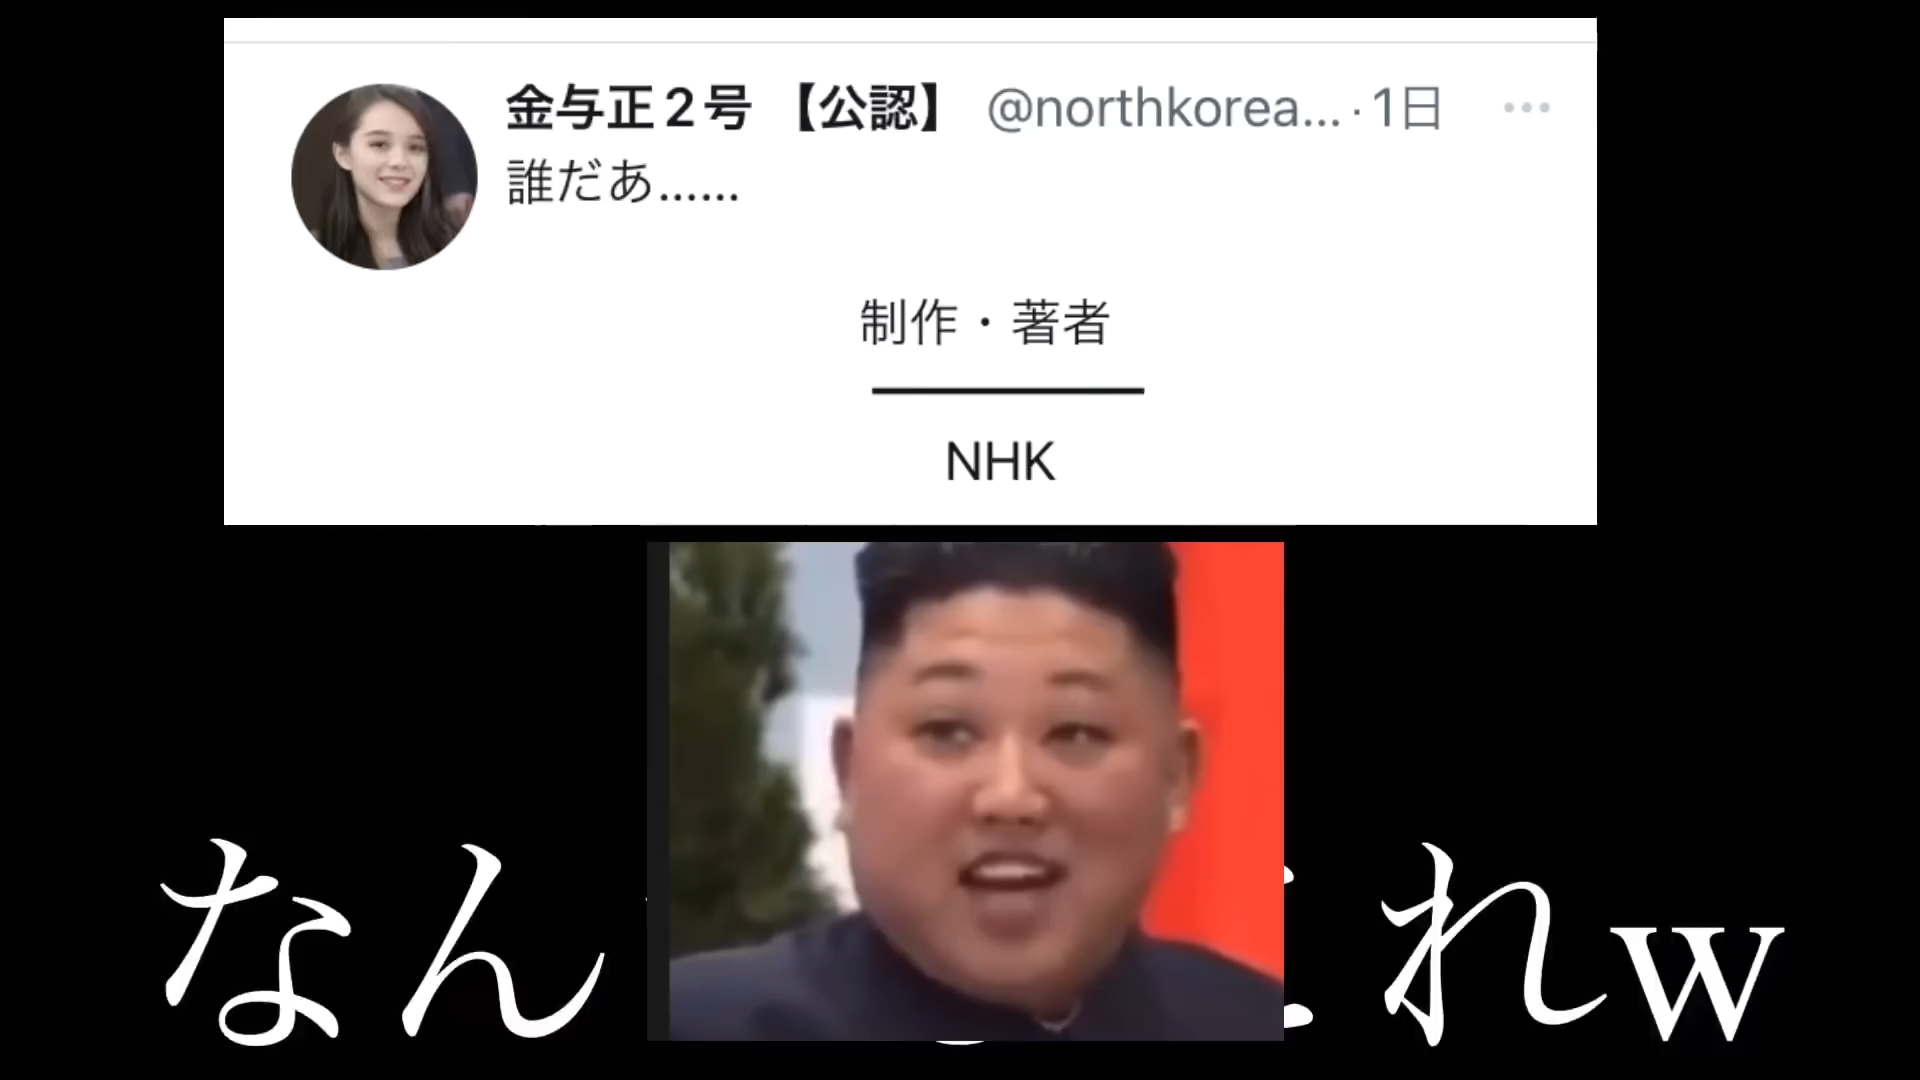 金与正２号 【公認】 @northkorea... · 1日
誰だあ……
制作・著者
NHK
なん
れw